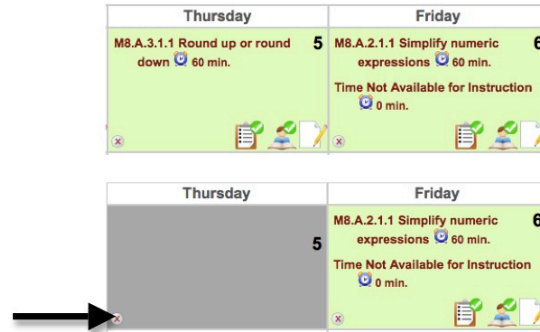 Thursday
Friday
M8.A.3.1.1 Round up or round
5
down 60 min.
M8.A.2.1.1 Simplify numeric
6
expressions 60 min.
Time Not Available for Instruction
0 min.
Thursday
Friday
5
M8.A.2.1.1 Simplify numeric
6
expressions 60 min.
Time Not Available for Instruction
0 min.